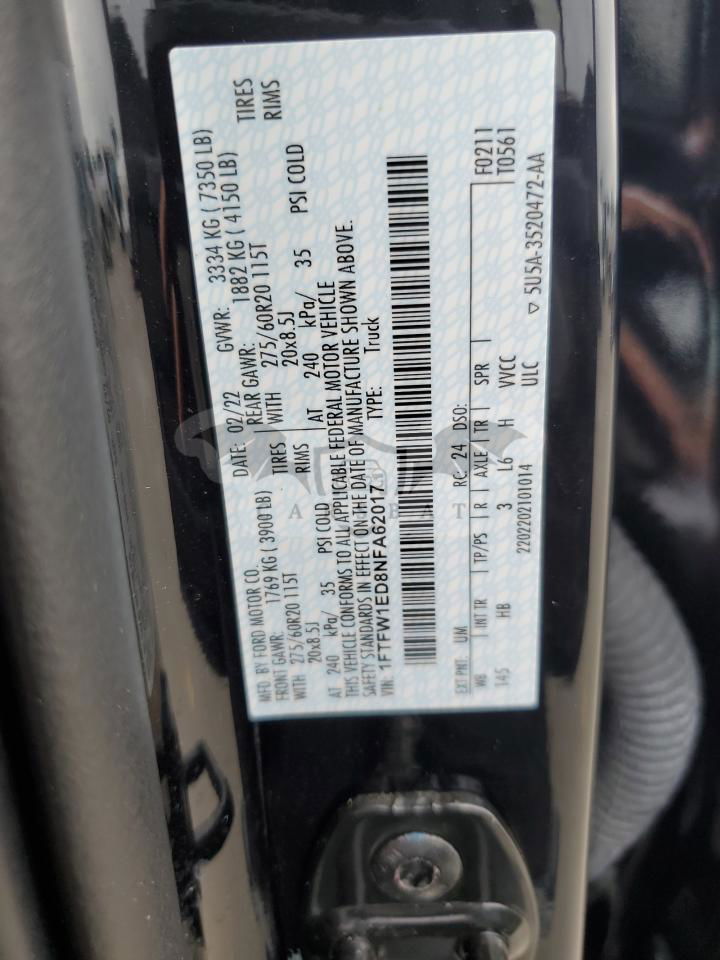 MFD. BY FORD MOTOR CO.
DATE: 02/22 GVWR: 3334 KG ( 7350 LB)
FRONT GAWR: 1769 KG ( 3900 LB) REAR GAWR: 1882 KG ( 4150 LB)
WITH 275/60R20 115T TIRES WITH 275/60R20 115T TIRES
20x8.5J RIMS 20x8.5J RIMS
AT 240 kPa/ 35 PSI COLD AT 240 kPa/ 35 PSI COLD
THIS VEHICLE CONFORMS TO ALL APPLICABLE FEDERAL MOTOR VEHICLE
SAFETY STANDARDS IN EFFECT ON THE DATE OF MANUFACTURE SHOWN ABOVE.
VIN: 1FTFW1ED8NFA62017 TYPE: Truck
F0211
T0561
EXT PNT: UM RC: 24 DSO:
WB INT TR TP/PS R AXLE TR SPR
145 HB 3 L6 H VVCC
2202202101014 ULC
5U5A-3520472-AA